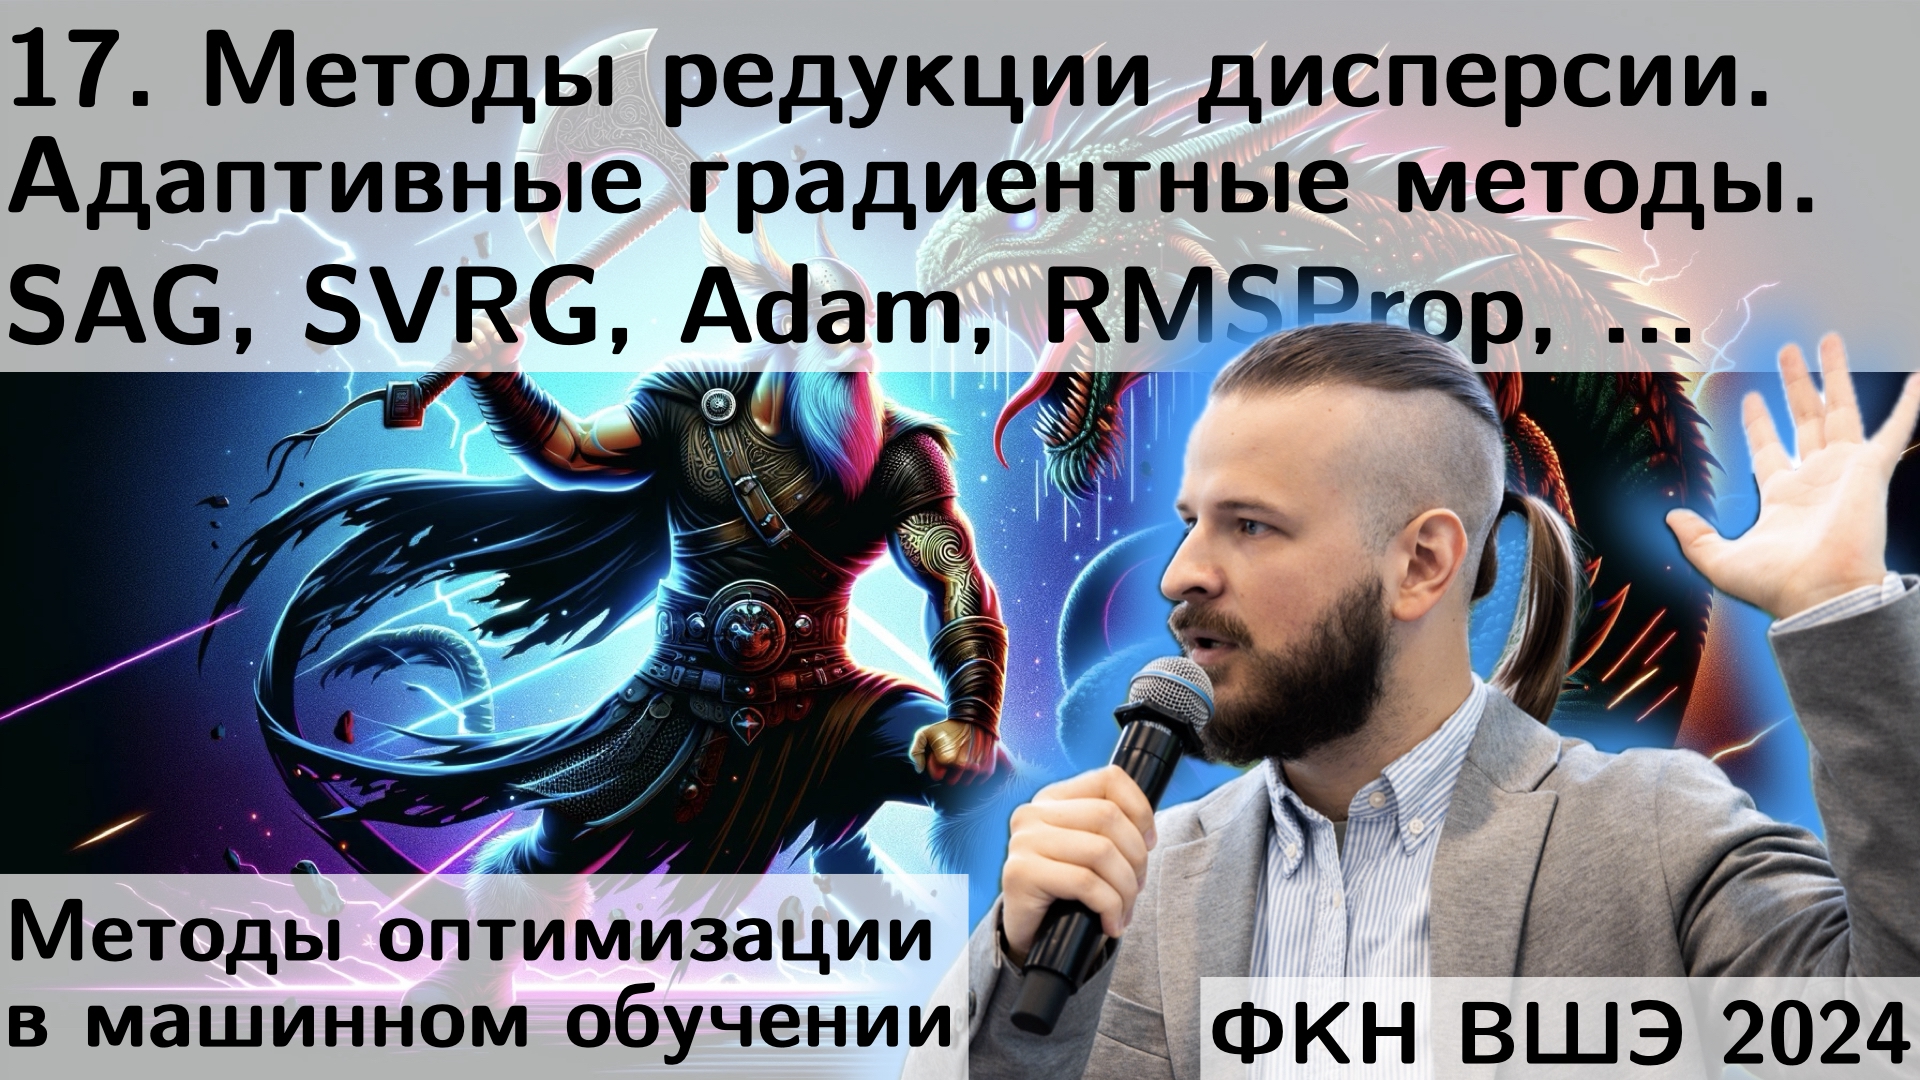 17. Методы редукции дисперсии.
Адаптивные градиентные методы.
SAG, SVRG, Adam, RMSProp, ...
Методы оптимизации
в машинном обучении
ФКН ВШЭ 2024